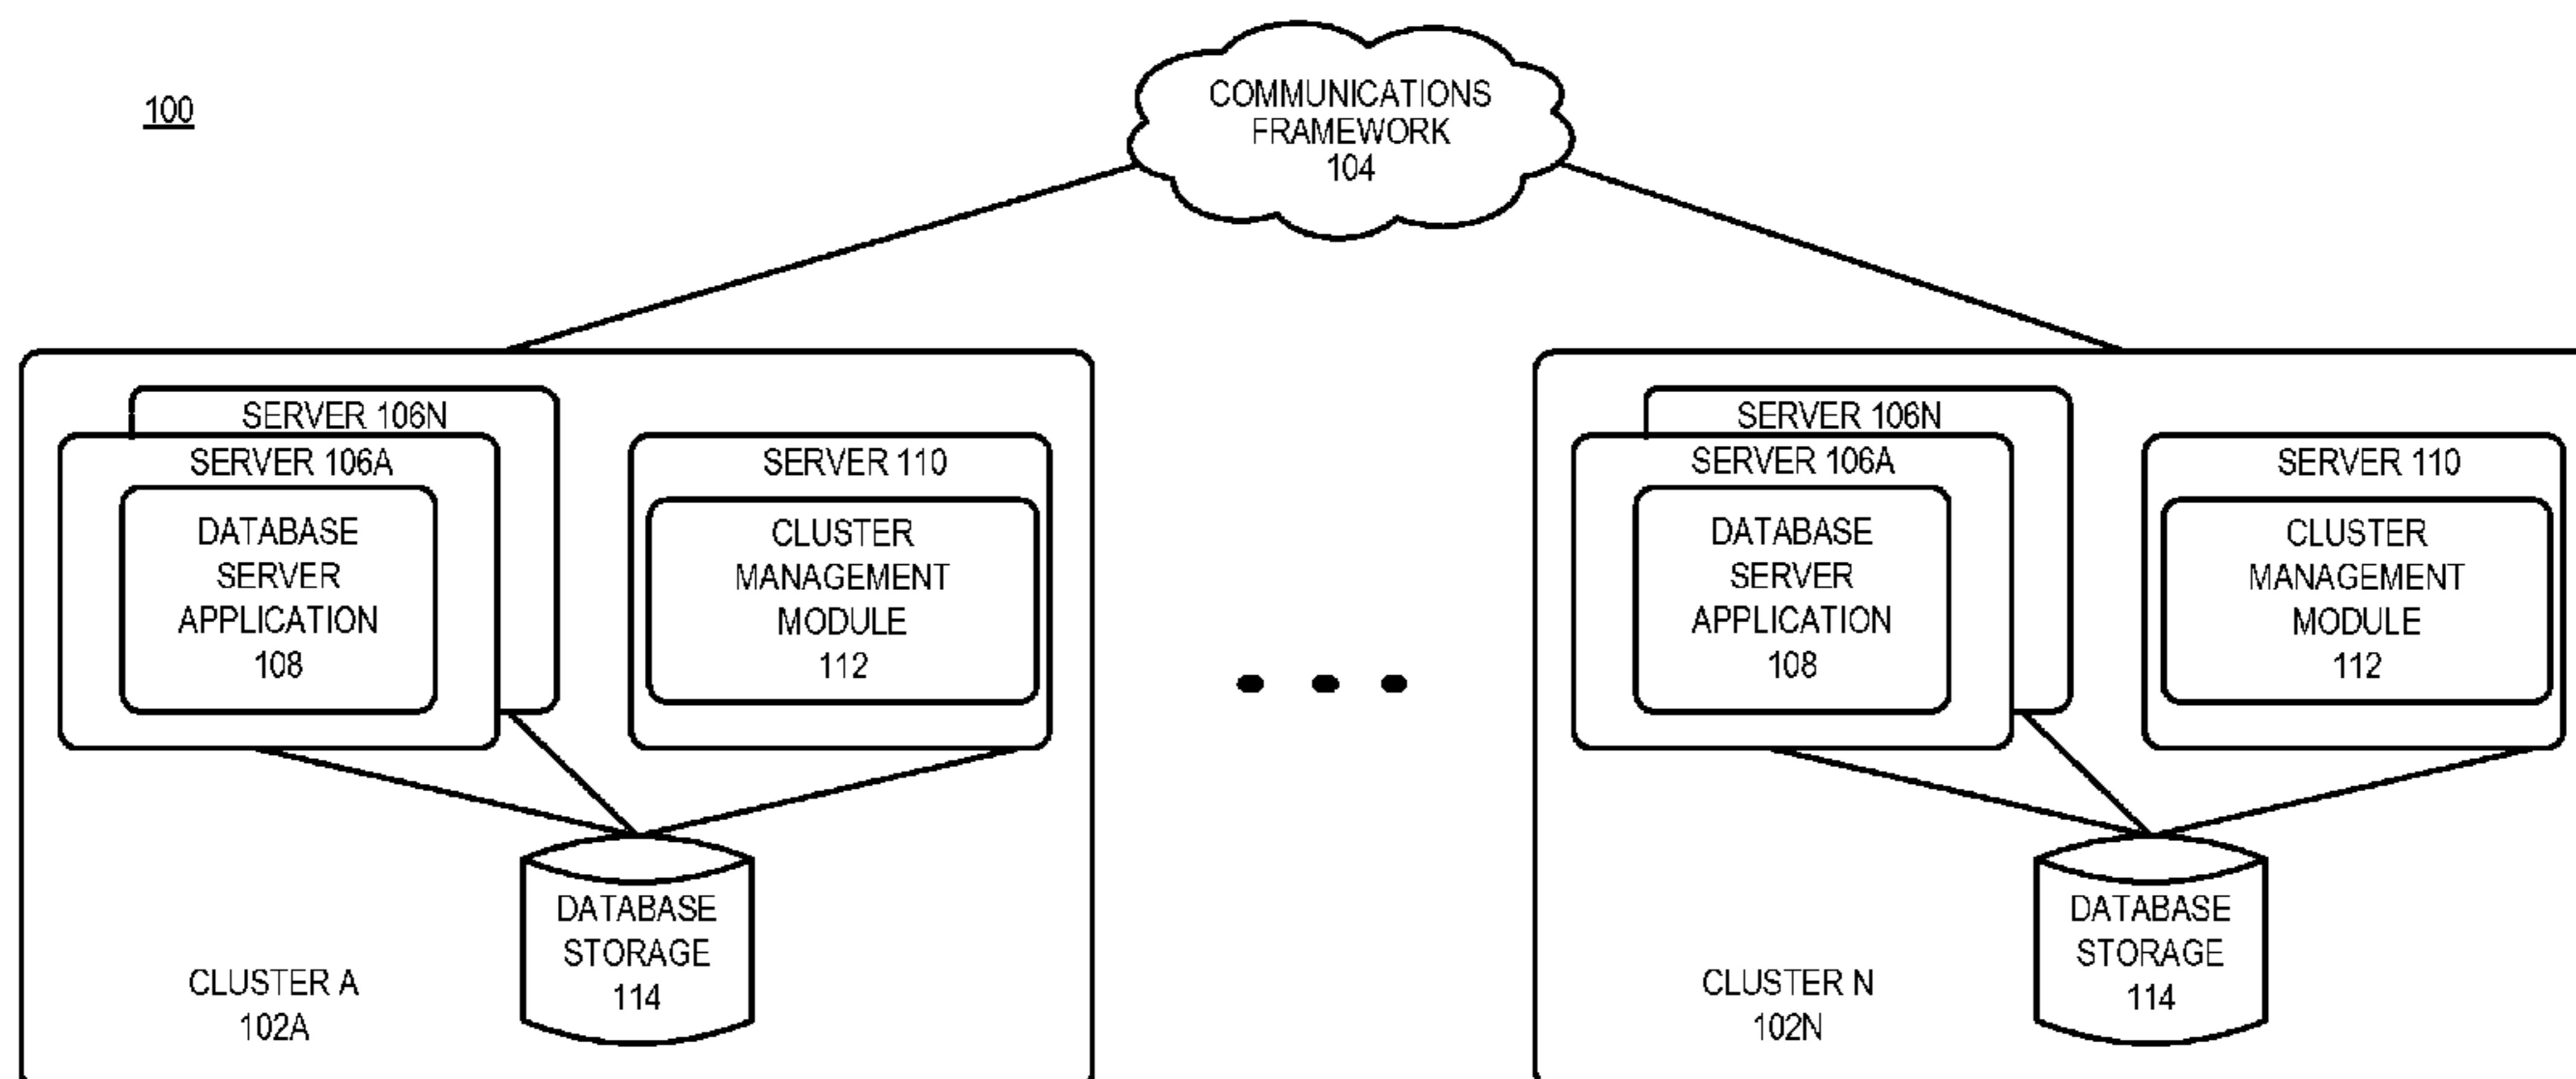 100
COMMUNICATIONS
FRAMEWORK
104
SERVER 106N
SERVER 106A
DATABASE
SERVER
APPLICATION
108
SERVER 110
CLUSTER
MANAGEMENT
MODULE
112
DATABASE
STORAGE
114
CLUSTER A
102A
SERVER 106N
SERVER 106A
DATABASE
SERVER
APPLICATION
108
SERVER 110
CLUSTER
MANAGEMENT
MODULE
112
DATABASE
STORAGE
114
CLUSTER N
102N